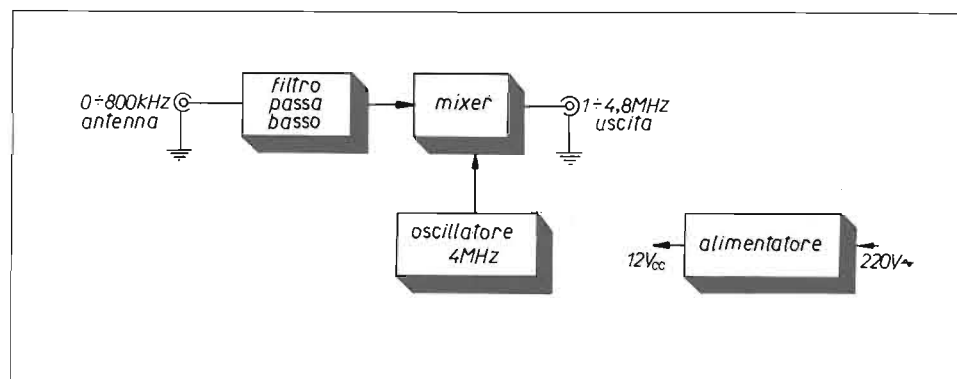 0÷800kHz
antenna
filtro
passa
basso
mixer
1÷4,8MHz
uscita
oscillatore
4MHz
12Vcc
alimentatore
220V~